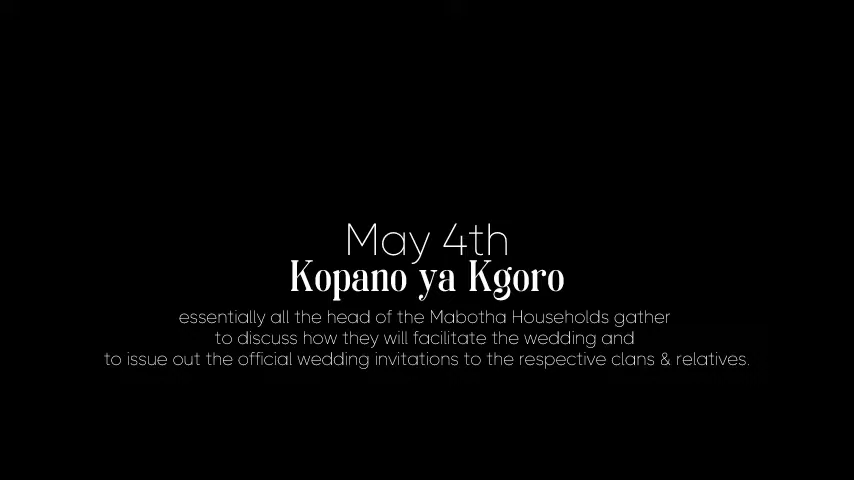 May 4th
Kopano ya Kgoro
essentially all the head of the Mabotha Households gather
to discuss how they will facilitate the wedding and
to issue out the official wedding invitations to the respective clans & relatives.